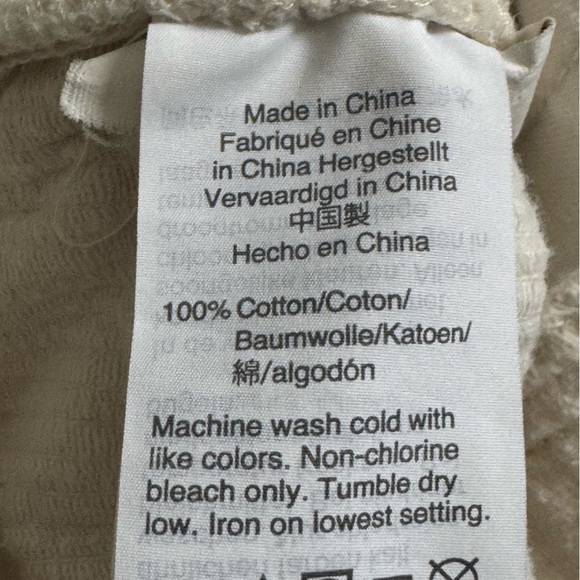 Made in China
Fabriqué en Chine
in China Hergestellt
Vervaardigd in China
中国製
Hecho en China
100% Cotton/Coton/
Baumwolle/Katoen/
綿/algodón
Machine wash cold with
like colors. Non-chlorine
bleach only. Tumble dry
low. Iron on lowest setting.